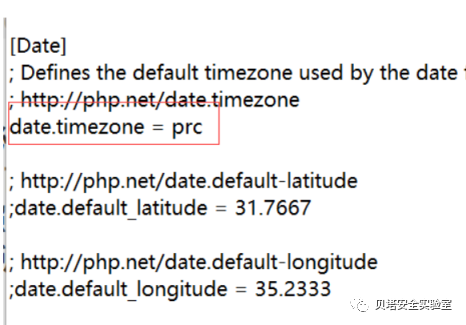 [Date]
; Defines the default timezone used by the date
; http://php.net/date.timezone
date.timezone = prc
; http://php.net/date.default-latitude
;date.default_latitude = 31.7667
; http://php.net/date.default-longitude
;date.default_longitude = 35.2333
贝塔安全实验室